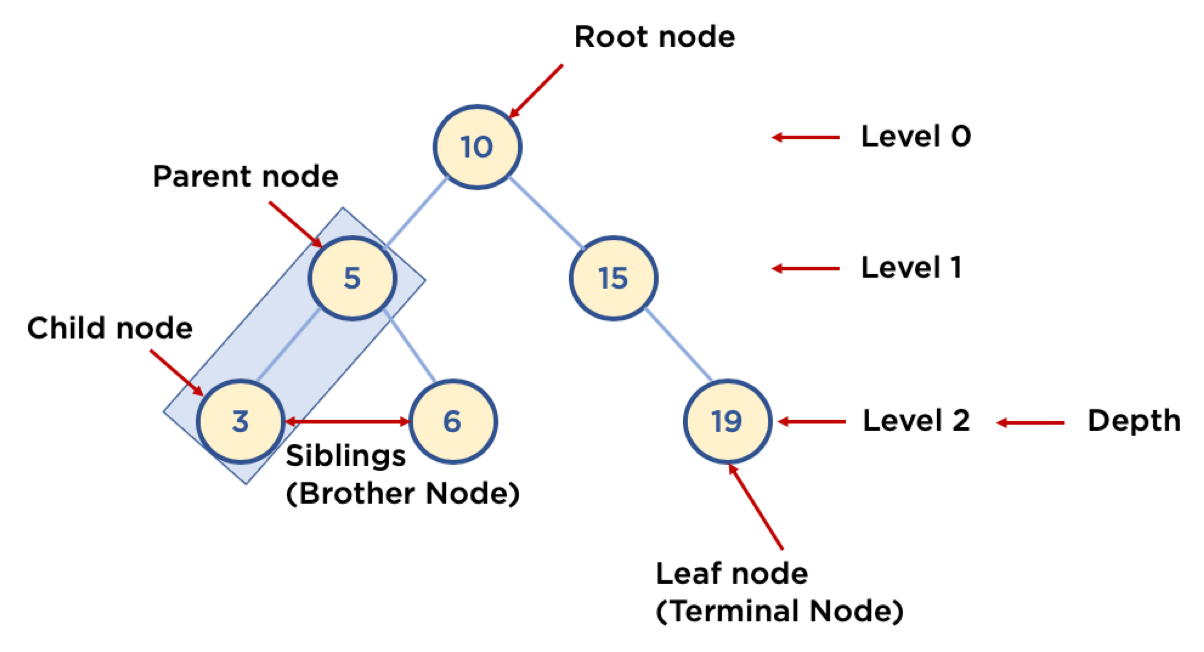 Root node
10
Level 0
Parent node
5
15
Level 1
Child node
3
6
19
Level 2
Depth
Siblings
(Brother Node)
Leaf node
(Terminal Node)